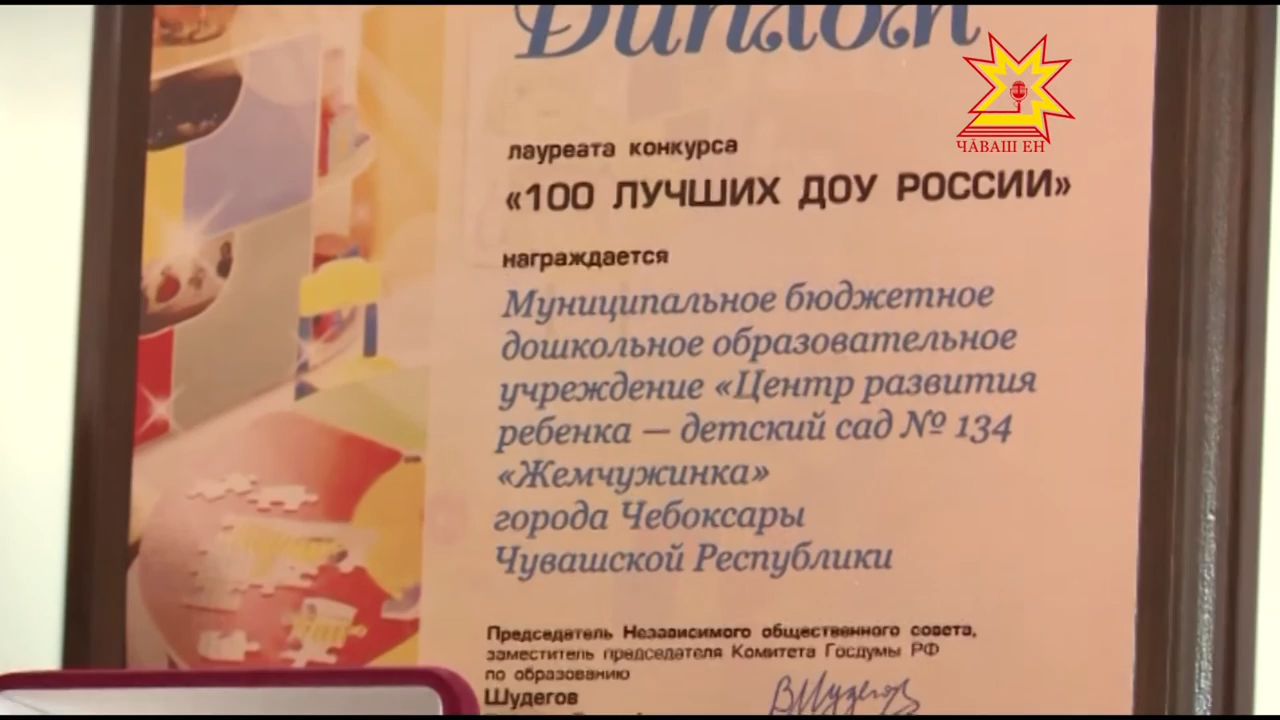 Диплом
ЧӐВАШ ЕН
лауреата конкурса
«100 ЛУЧШИХ ДОУ РОССИИ»
награждается
Муниципальное бюджетное
дошкольное образовательное
учреждение «Центр развития
ребенка — детский сад № 134
«Жемчужинка»
города Чебоксары
Чувашской Республики
Председатель Независимого общественного совета,
заместитель председателя Комитета Госдумы РФ
по образованию
Шудегов